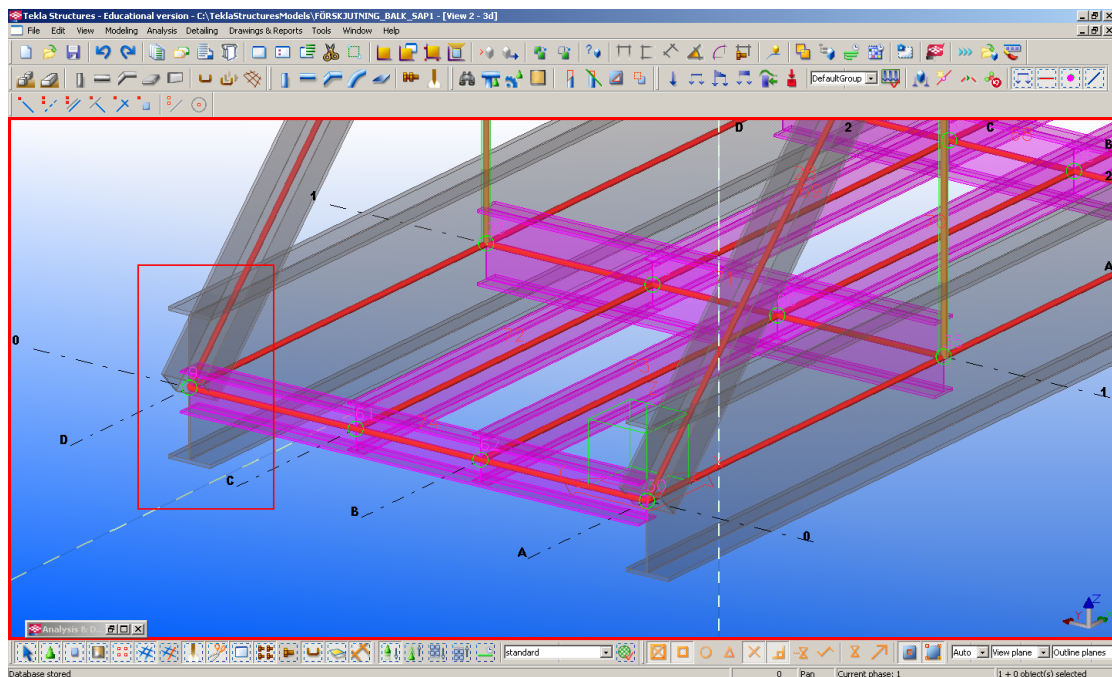 Tekla Structures - Educational version - C:\TeklaStructuresModels\FÖRSKJUTNING_BALK_SAP1 - [View 2 - 3d]
File Edit View Modeling Analysis Detailing Drawings & Reports Tools Window Help
DefaultGroup
D 2 C
B
2
1
A
0
1
D
C
B
0
A
Analysis & D...
standard
Auto View plane Outline planes
Database stored 0 Pan Current phase: 1 1 + 0 object(s) selected